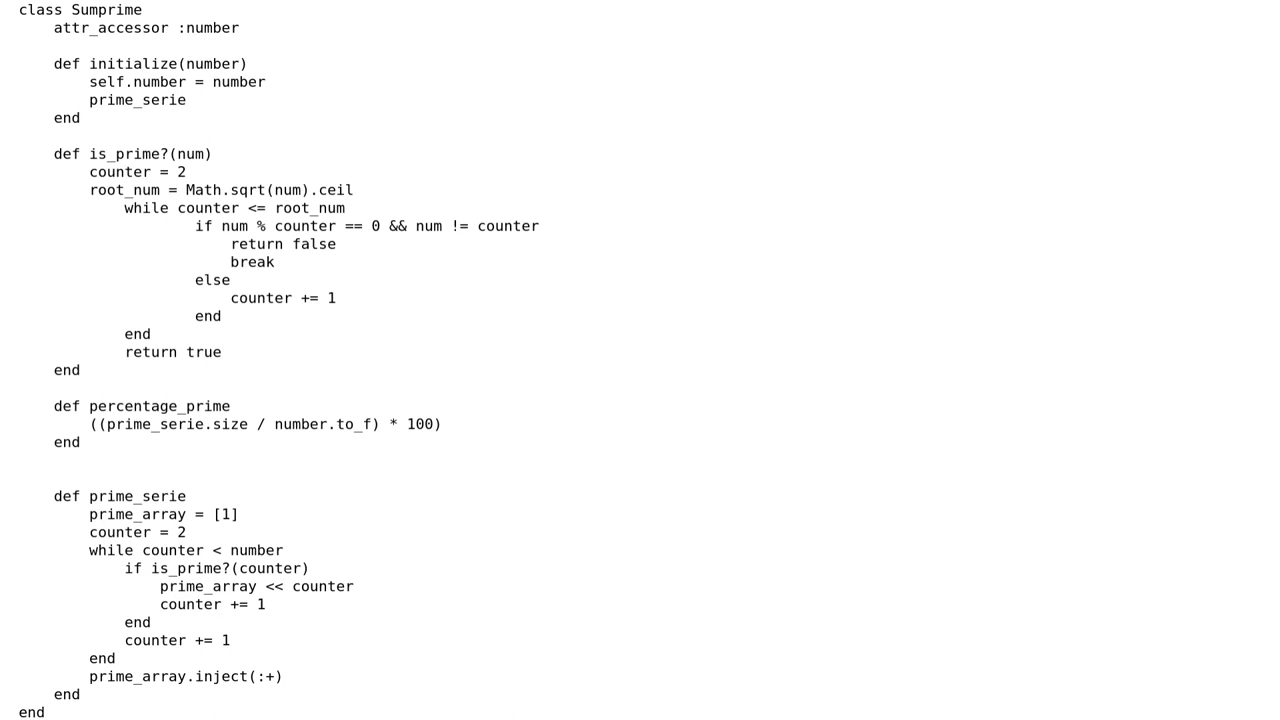 class Sumprime
    attr_accessor :number

    def initialize(number)
        self.number = number
        prime_serie
    end

    def is_prime?(num)
        counter = 2
        root_num = Math.sqrt(num).ceil
            while counter <= root_num
                    if num % counter == 0 && num != counter
                        return false
                        break
                    else
                        counter += 1
                    end
            end
            return true
    end

    def percentage_prime
        ((prime_serie.size / number.to_f) * 100)
    end


    def prime_serie
        prime_array = [1]
        counter = 2
        while counter < number
            if is_prime?(counter)
                prime_array << counter
                counter += 1
            end
            counter += 1
        end
        prime_array.inject(:+)
    end
end